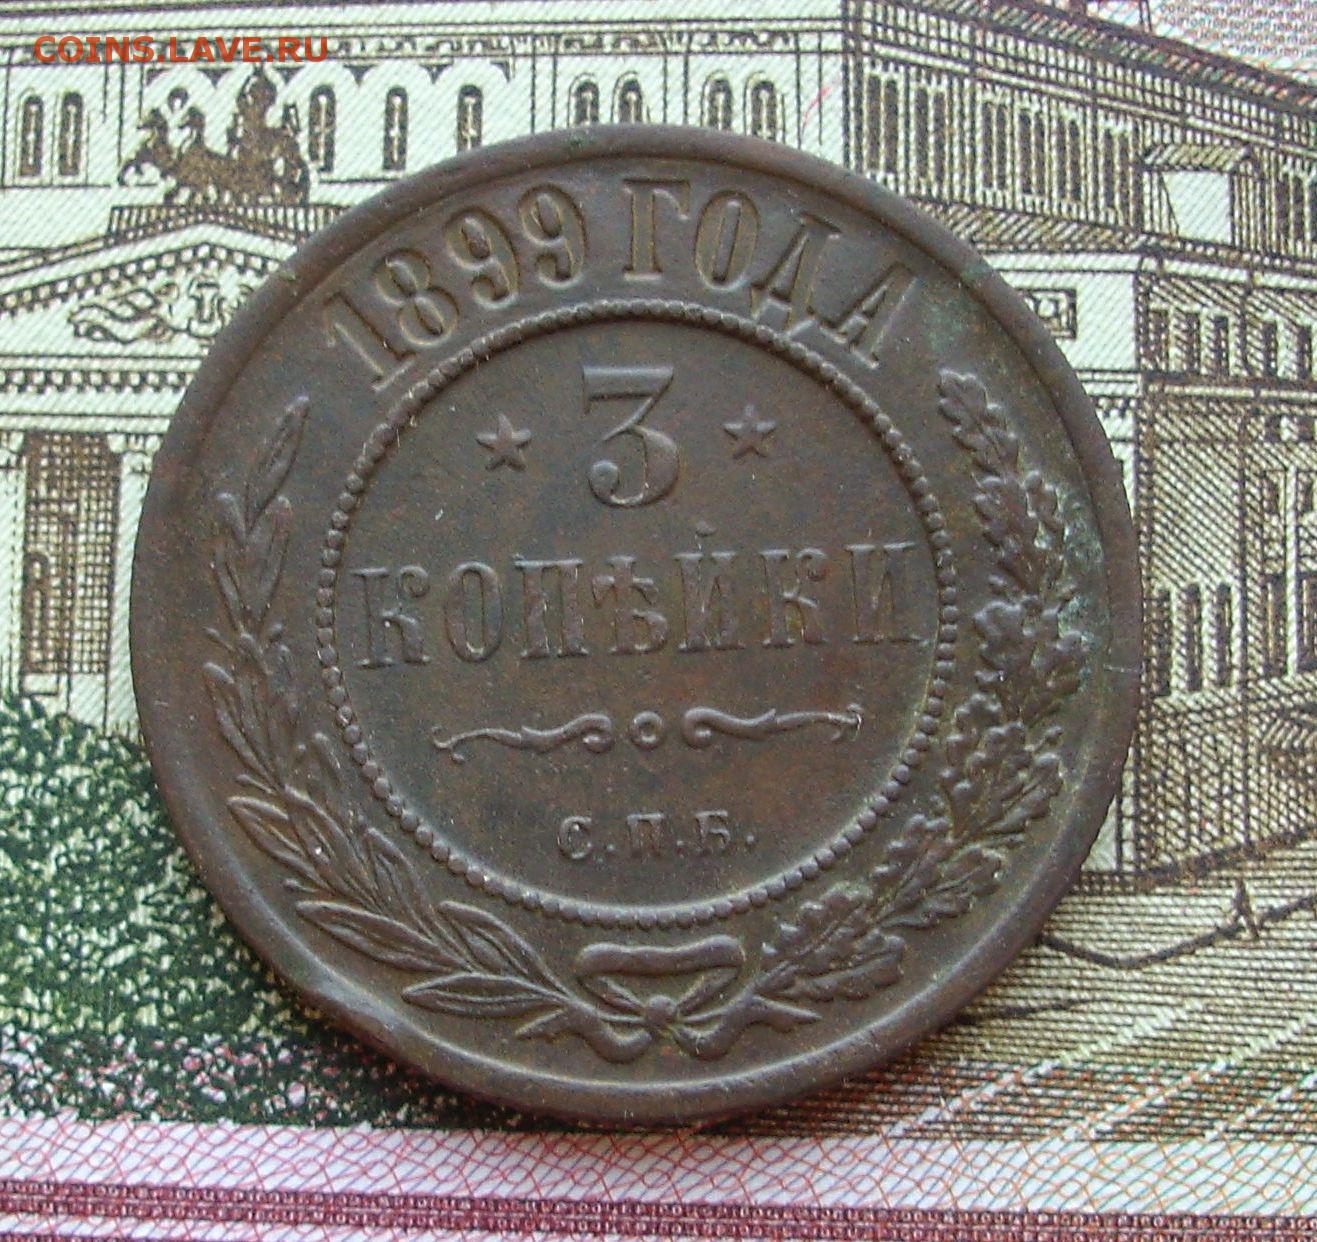 COINS.LAVE.RU
1899 ГОДА
* 3 *
КОПѢЙКИ
С.П.Б.